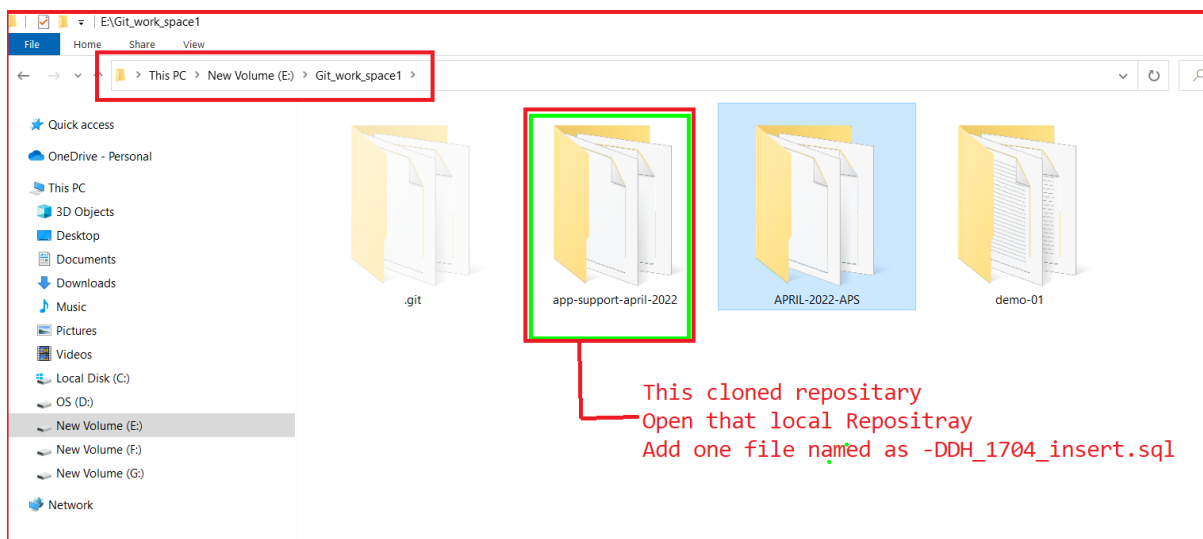 E:\Git_work_space1
File Home Share View
This PC > New Volume (E:) > Git_work_space1 >
Quick access
OneDrive - Personal
This PC
3D Objects
Desktop
Documents
Downloads
Music
Pictures
Videos
Local Disk (C:)
OS (D:)
New Volume (E:)
New Volume (F:)
New Volume (G:)
Network
.git
app-support-april-2022
APRIL-2022-APS
demo-01
This cloned repositary
Open that local Repositray
Add one file named as -DDH_1704_insert.sql